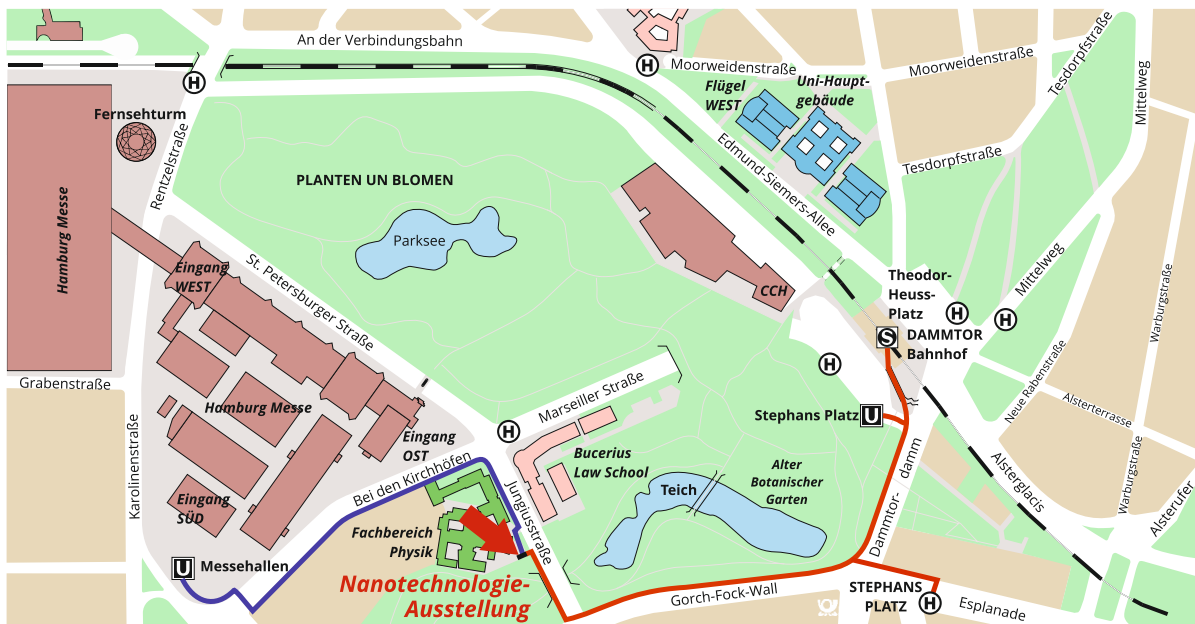 An der Verbindungsbahn
H
H
Moorweidenstraße
Moorweidenstraße
Tesdorpfstraße
Mittelweg
Flügel
WEST
Uni-Haupt-
gebäude
Fernsehturm
Rentzelstraße
Edmund-Siemers-Allee
Tesdorpfstraße
PLANTEN UN BLOMEN
Hamburg Messe
Parksee
Eingang
WEST
St. Petersburger Straße
CCH
Theodor-
Heuss-
Platz
H
H
Mittelweg
Warburgstraße
S
DAMMTOR
Bahnhof
H
Grabenstraße
Marseiller Straße
Neue Rabenstraße
Alsterterrasse
Hamburg Messe
Stephans Platz
U
H
Karolinenstraße
Eingang
OST
Bei den Kirchhöfen
Bucerius
Law School
Alter
Botanischer
Garten
Teich
Dammtor-
damm
Alsterglacis
Warburgstraße
Alsterufer
Eingang
SÜD
Jungiusstraße
Fachbereich
Physik
U
Messehallen
Nanotechnologie-
Ausstellung
Gorch-Fock-Wall
STEPHANS
PLATZ
H
Esplanade